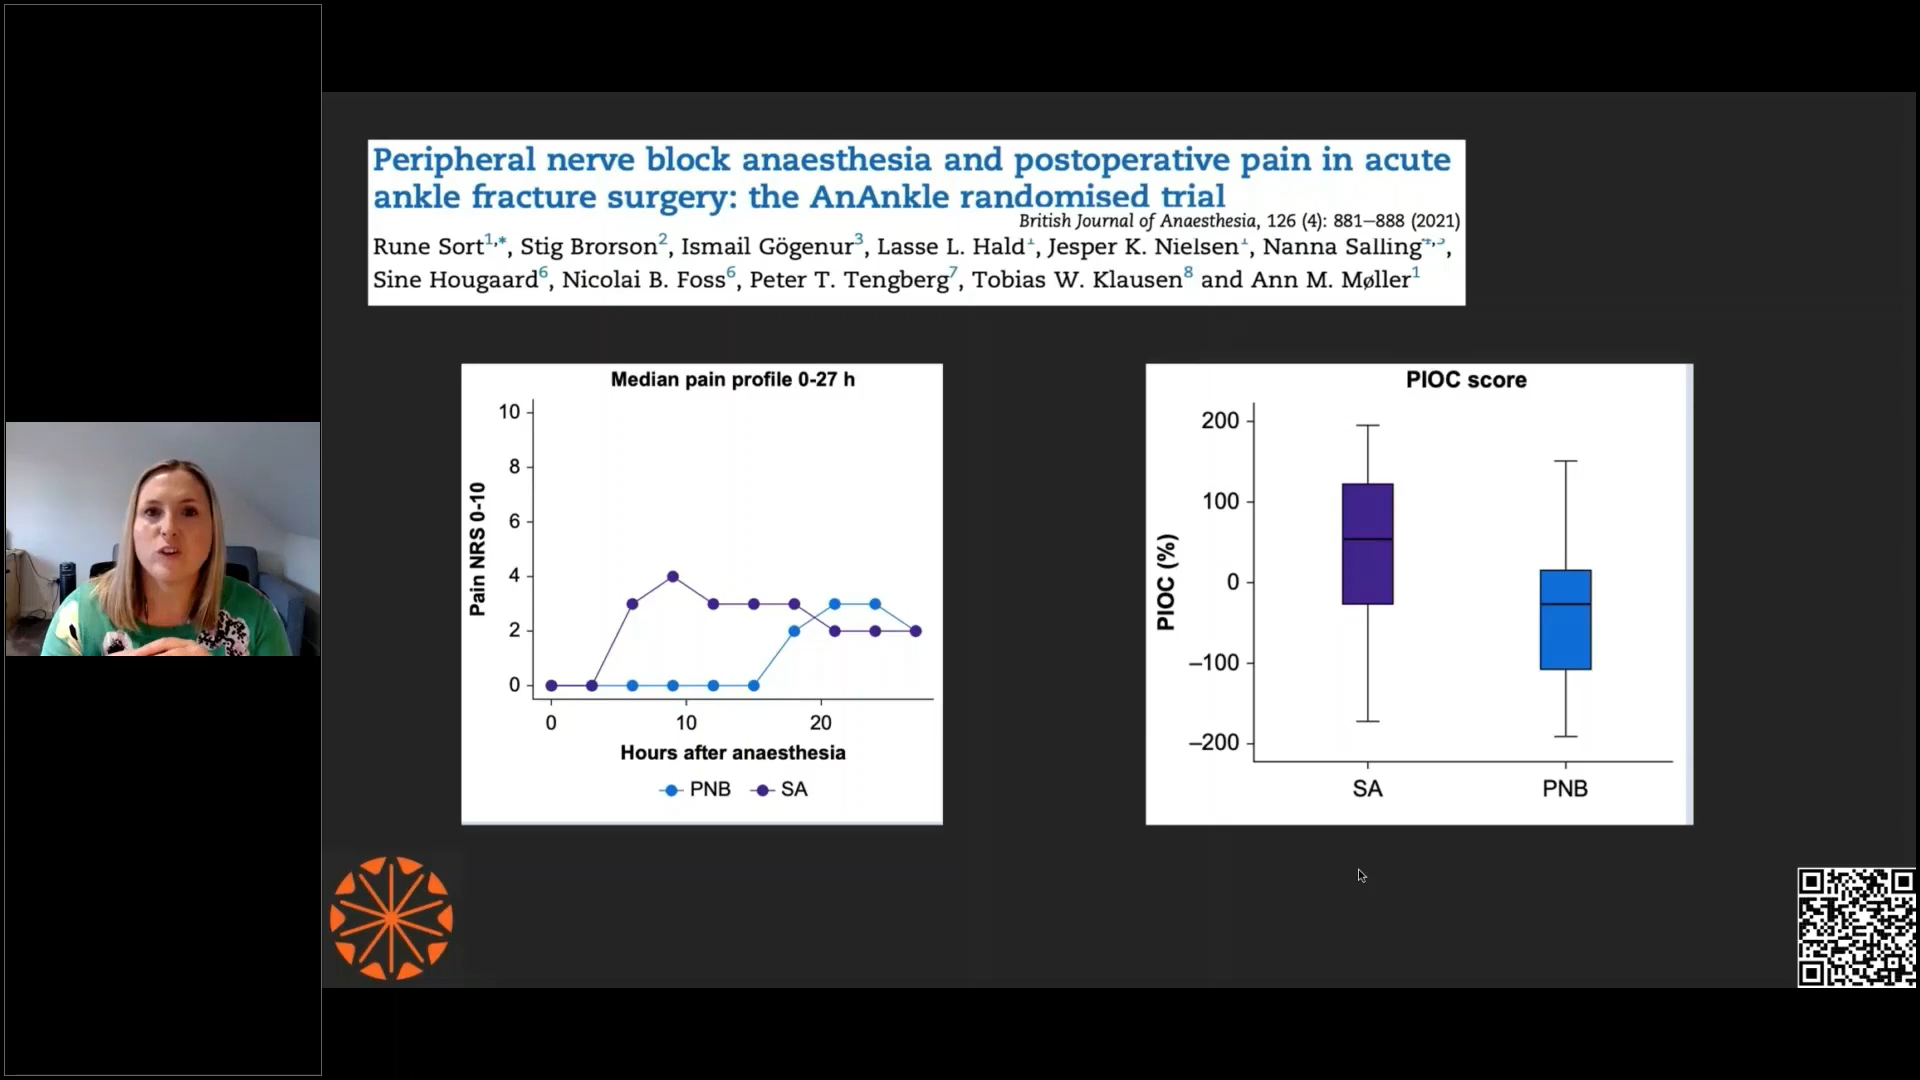 Peripheral nerve block anaesthesia and postoperative pain in acute
ankle fracture surgery: the AnAnkle randomised trial
British Journal of Anaesthesia, 126 (4): 881–888 (2021)
Rune Sort1,*, Stig Brorson2, Ismail Gögenur3, Lasse L. Hald1, Jesper K. Nielsen1, Nanna Salling4,5,
Sine Hougaard6, Nicolai B. Foss6, Peter T. Tengberg7, Tobias W. Klausen8 and Ann M. Møller1
Median pain profile 0-27 h
Pain NRS 0-10
10
8
6
4
2
0
0 10 20
Hours after anaesthesia
PNB SA
PIOC score
PIOC (%)
200
100
0
–100
–200
SA PNB